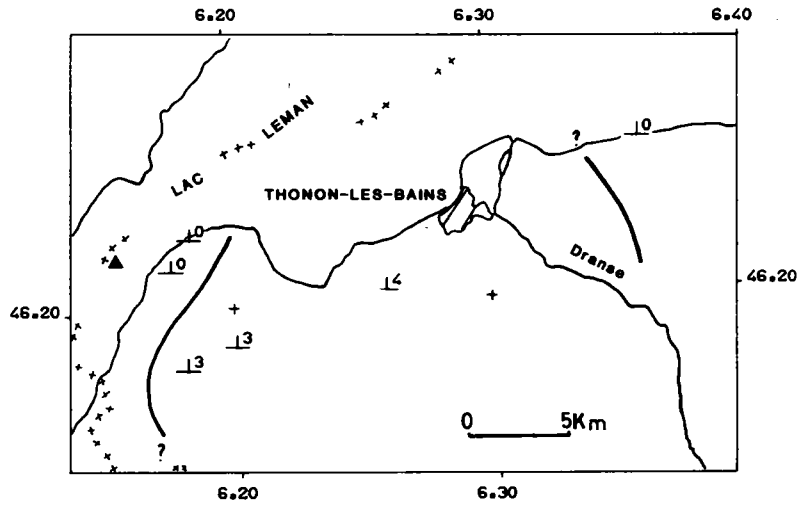 6.20 6.30 6.40
LAC LEMAN
? 0
THONON-LES-BAINS
0
0
Dranse
4
46.20
46.20
3
3
0 5Km
?
6.20 6.30